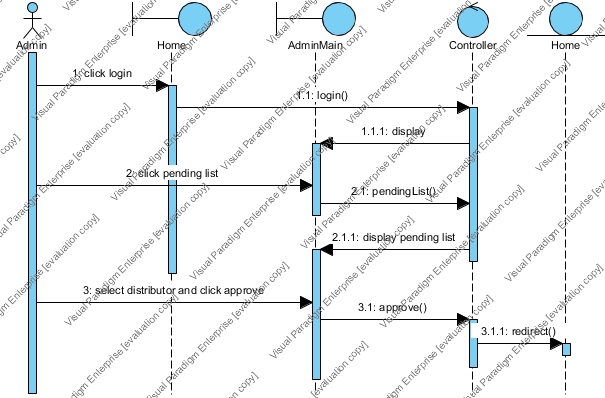 Admin
Home
AdminMain
Controller
Home
1: click login
1.1: login()
1.1.1: display
2: click pending list
2.1: pendingList()
2.1.1: display pending list
3: select distributor and click approve
3.1: approve()
3.1.1: redirect()
Visual Paradigm Enterprise [evaluation copy]